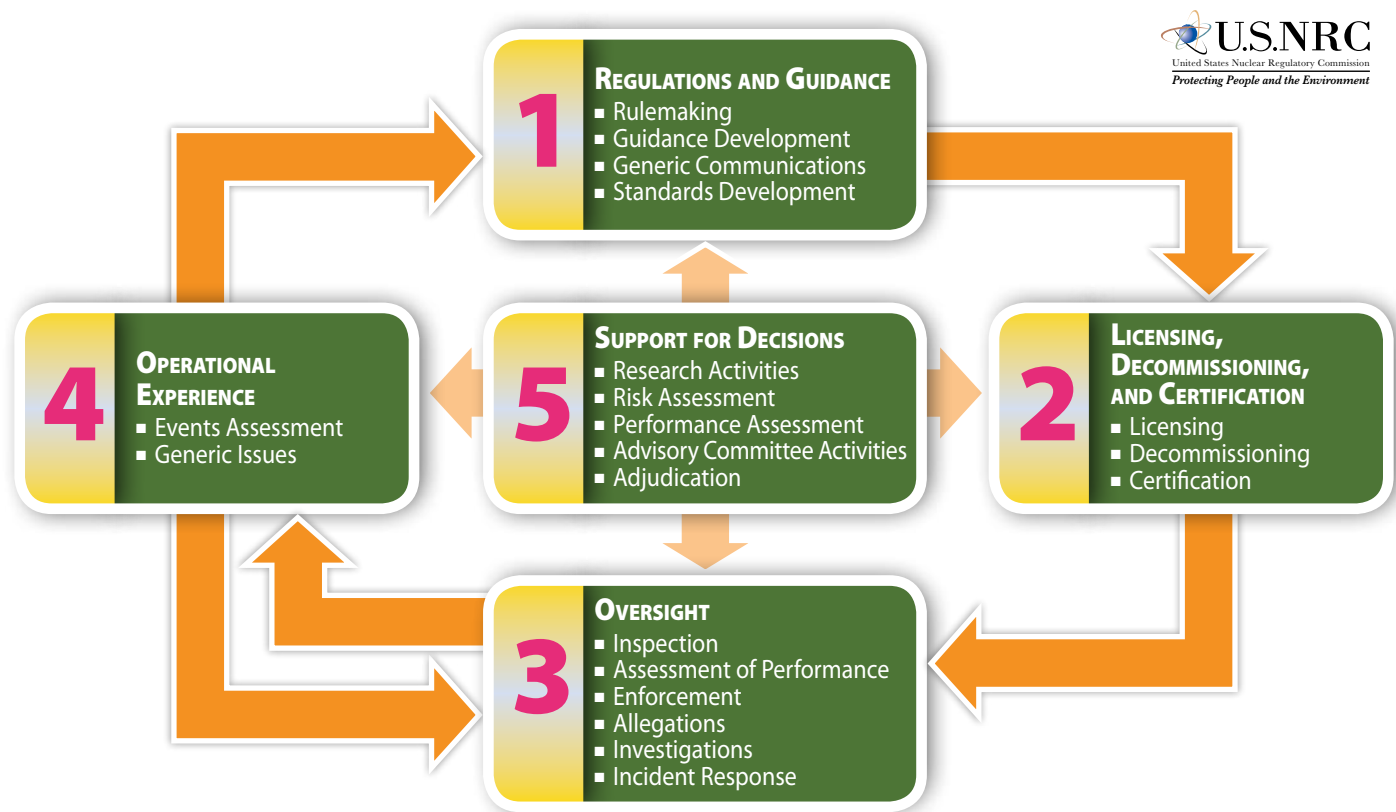 U.S.NRC
United States Nuclear Regulatory Commission
Protecting People and the Environment
1
REGULATIONS AND GUIDANCE
■ Rulemaking
■ Guidance Development
■ Generic Communications
■ Standards Development
4
OPERATIONAL
EXPERIENCE
■ Events Assessment
■ Generic Issues
5
SUPPORT FOR DECISIONS
■ Research Activities
■ Risk Assessment
■ Performance Assessment
■ Advisory Committee Activities
■ Adjudication
2
LICENSING,
DECOMMISSIONING,
AND CERTIFICATION
■ Licensing
■ Decommissioning
■ Certification
3
OVERSIGHT
■ Inspection
■ Assessment of Performance
■ Enforcement
■ Allegations
■ Investigations
■ Incident Response